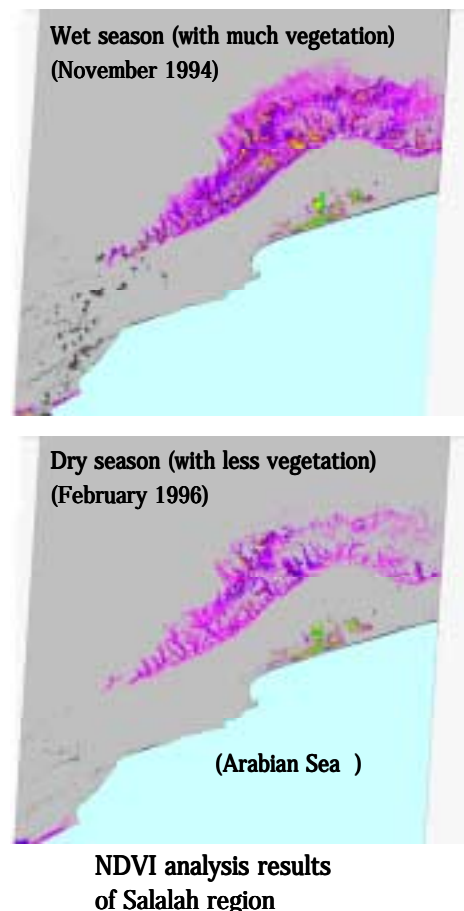 Wet season (with much vegetation)
(November 1994)
Dry season (with less vegetation)
(February 1996)
(Arabian Sea )
NDVI analysis results
of Salalah region